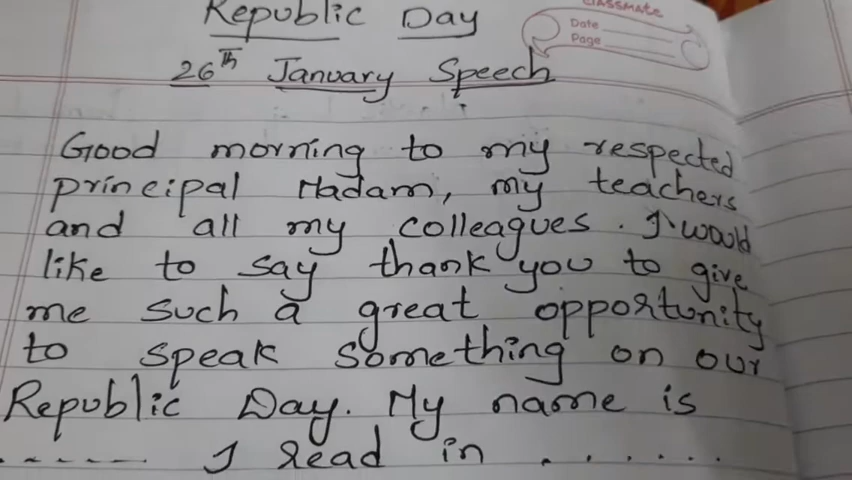 Republic Day
classmate
Date
Page
26th January Speech
Good morning to my respected
principal Madam, my teachers
and all my colleagues. I would
like to say thank you to give
me such a great opportunity
to speak something on our
Republic Day. My name is
...... I read in ......